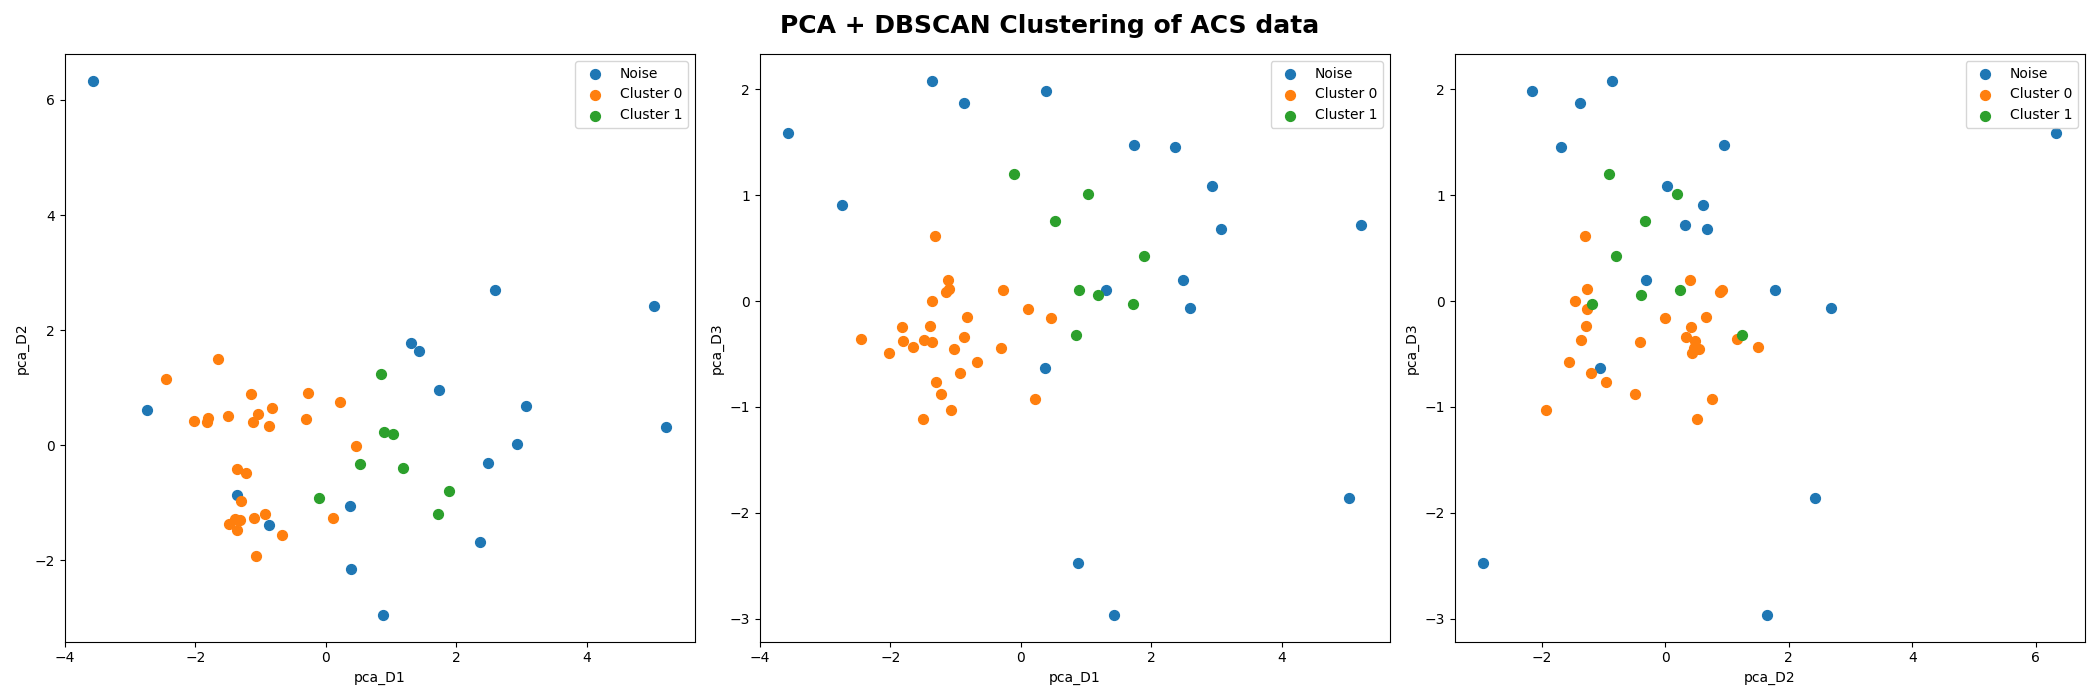 PCA + DBSCAN Clustering of ACS data
6
4
2
0
−2
pca_D2
−4
−2
0
2
4
pca_D1
Noise
Cluster 0
Cluster 1
2
1
0
−1
−2
−3
pca_D3
−4
−2
0
2
4
pca_D1
Noise
Cluster 0
Cluster 1
2
1
0
−1
−2
−3
pca_D3
−2
0
2
4
6
pca_D2
Noise
Cluster 0
Cluster 1